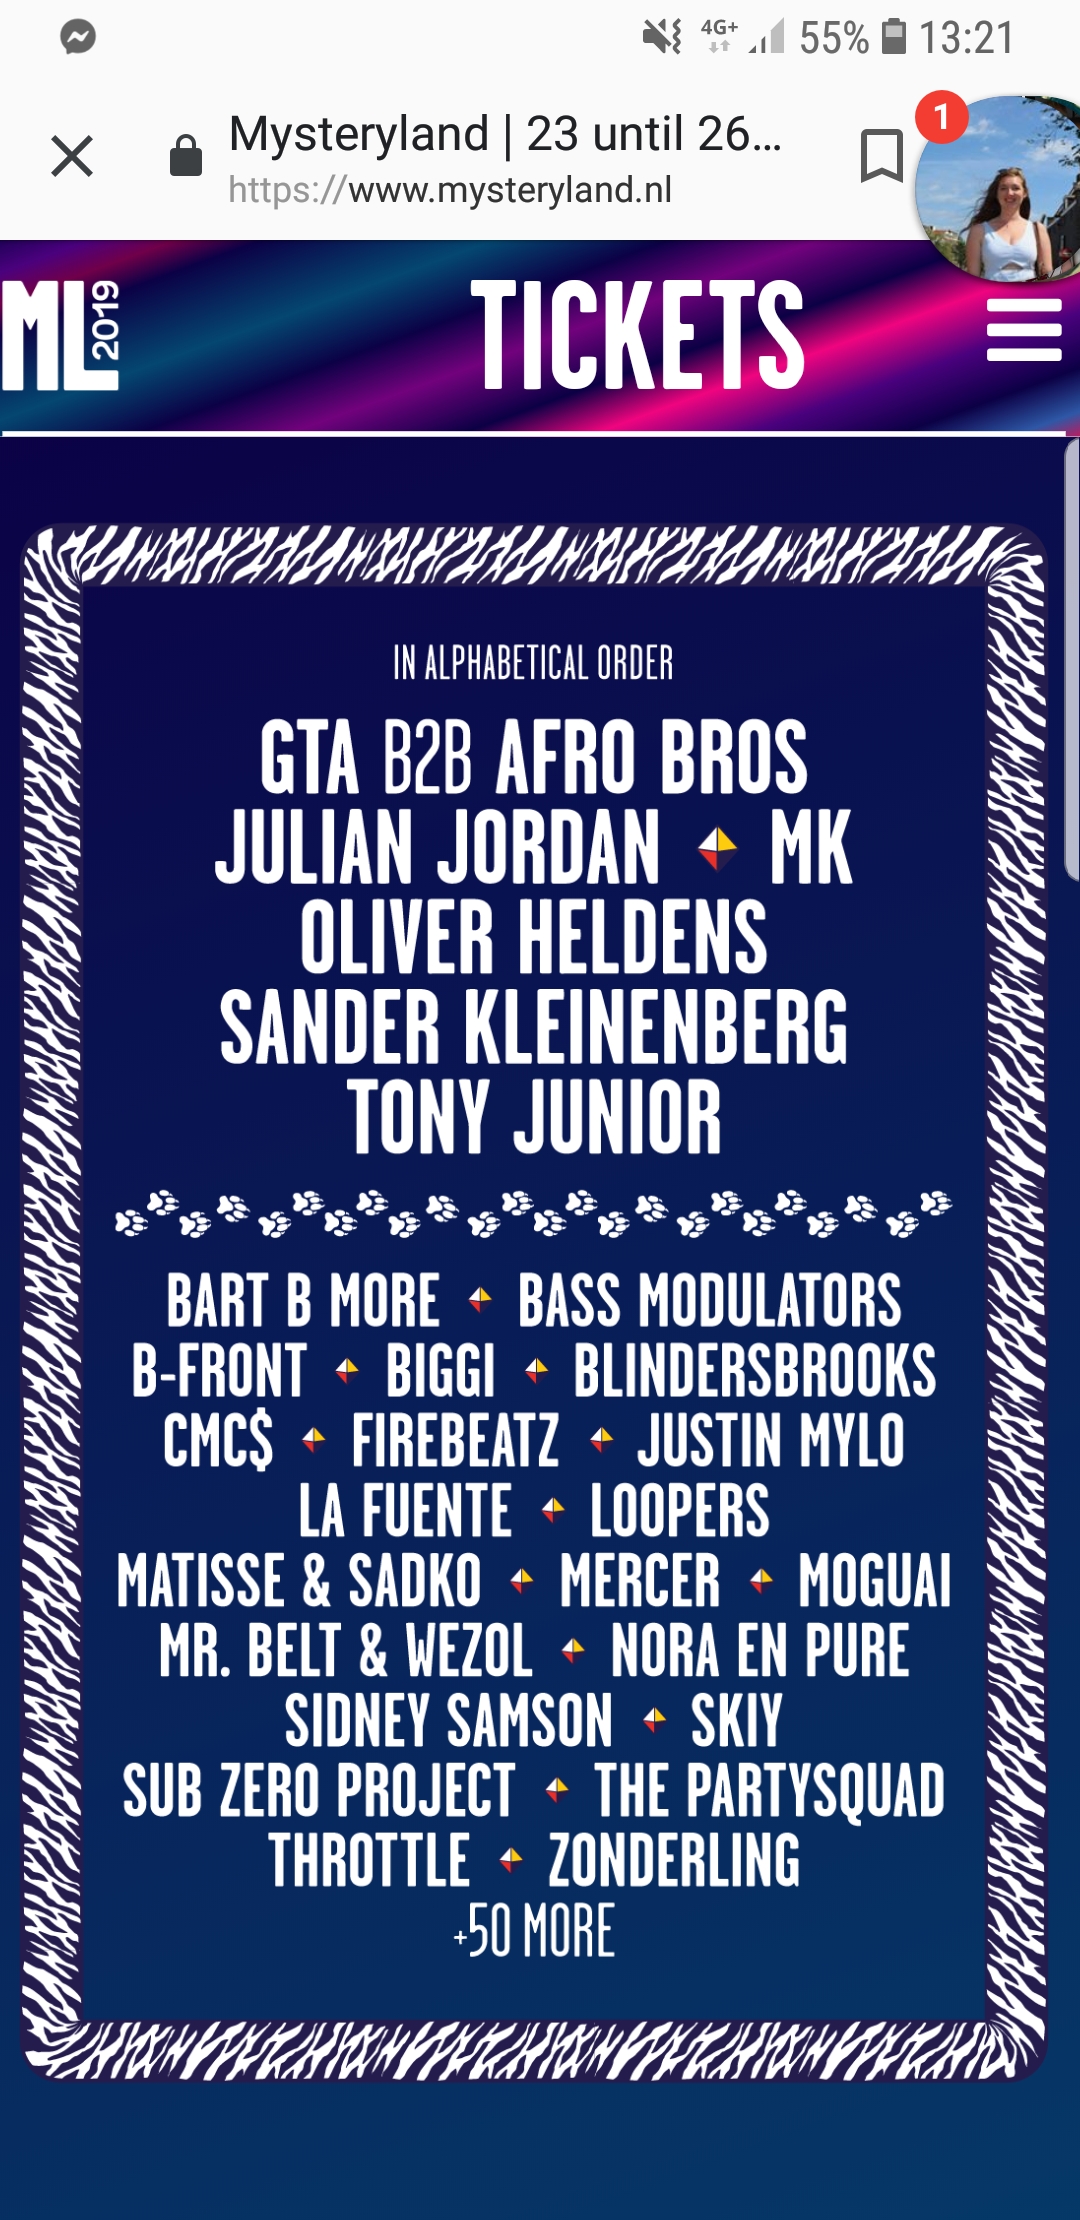 4G+ 55% 13:21
1
Mysteryland | 23 until 26...
https://www.mysteryland.nl
ML 2019 TICKETS
IN ALPHABETICAL ORDER
GTA B2B AFRO BROS
JULIAN JORDAN MK
OLIVER HELDENS
SANDER KLEINENBERG
TONY JUNIOR
BART B MORE BASS MODULATORS
B-FRONT BIGGI BLINDERSBROOKS
CMC$ FIREBEATZ JUSTIN MYLO
LA FUENTE LOOPERS
MATISSE & SADKO MERCER MOGUAI
MR. BELT & WEZOL NORA EN PURE
SIDNEY SAMSON SKIY
SUB ZERO PROJECT THE PARTYSQUAD
THROTTLE ZONDERLING
+50 MORE